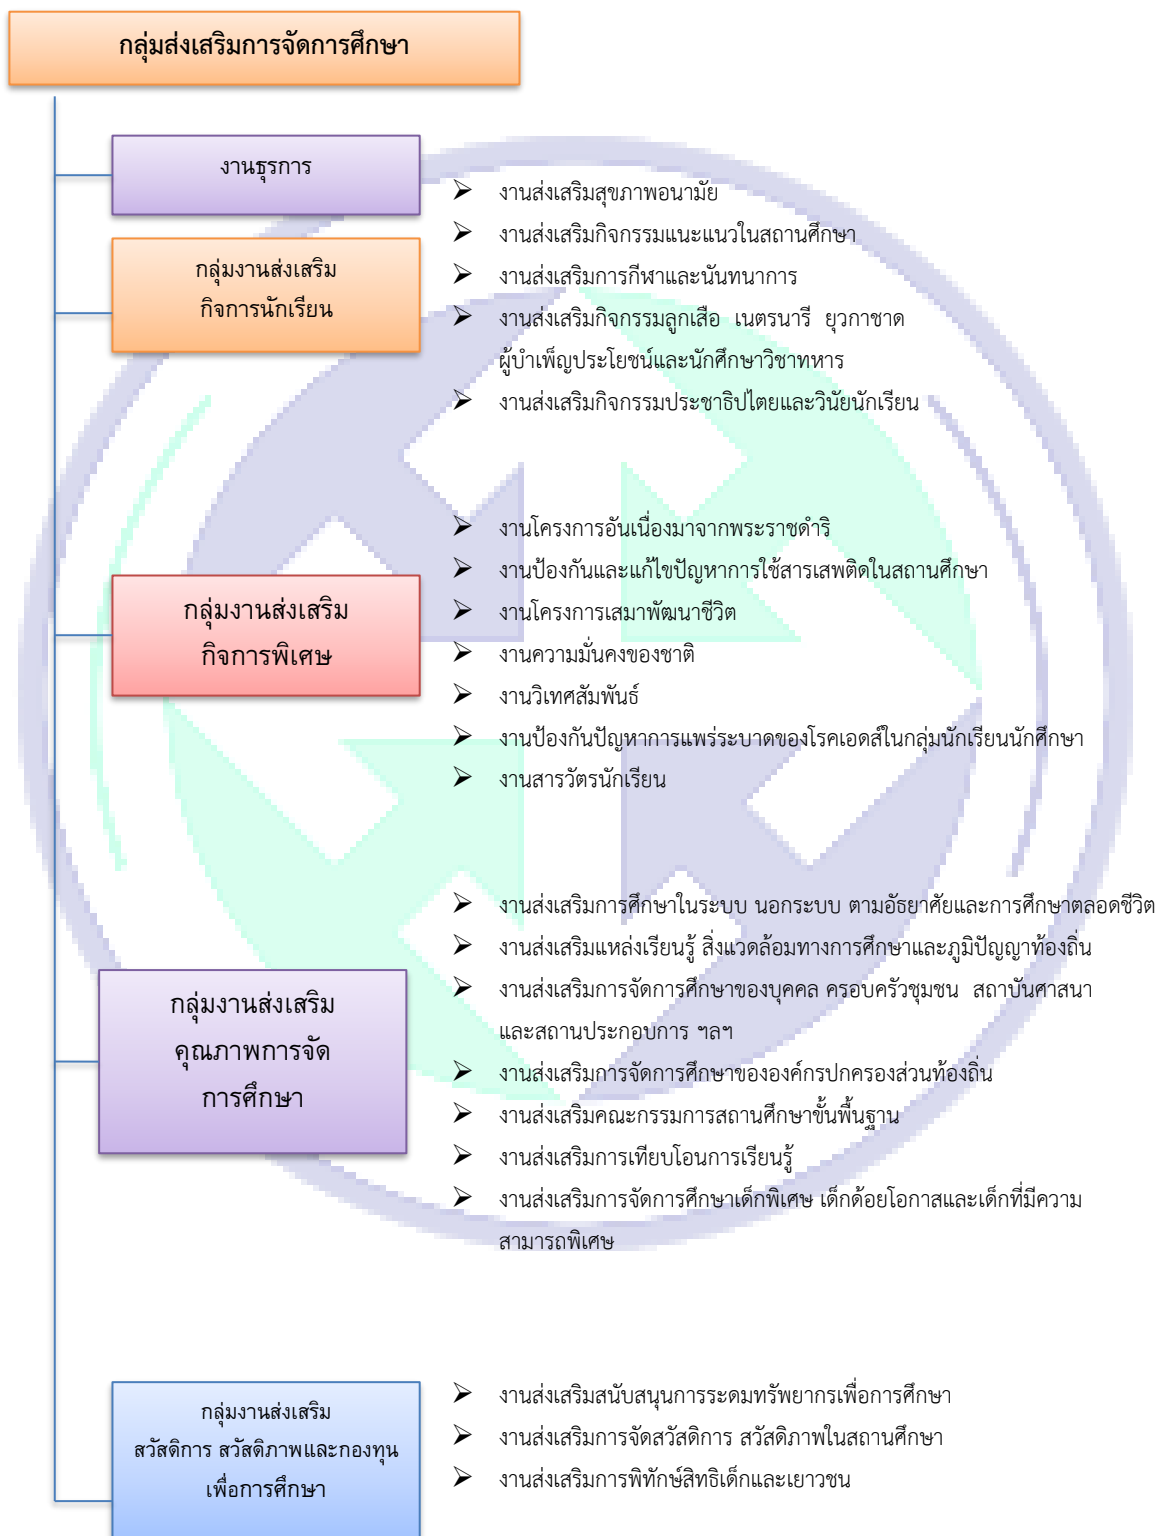 กลุ่มส่งเสริมการจัดการศึกษา
งานธุรการ
กลุ่มงานส่งเสริม
กิจการนักเรียน
➢ งานส่งเสริมสุขภาพอนามัย
➢ งานส่งเสริมกิจกรรมแนะแนวในสถานศึกษา
➢ งานส่งเสริมการกีฬาและนันทนาการ
➢ งานส่งเสริมกิจกรรมลูกเสือ เนตรนารี ยุวกาชาด
ผู้บำเพ็ญประโยชน์และนักศึกษาวิชาทหาร
➢ งานส่งเสริมกิจกรรมประชาธิปไตยและวินัยนักเรียน
กลุ่มงานส่งเสริม
กิจการพิเศษ
➢ งานโครงการอันเนื่องมาจากพระราชดำริ
➢ งานป้องกันและแก้ไขปัญหาการใช้สารเสพติดในสถานศึกษา
➢ งานโครงการเสมาพัฒนาชีวิต
➢ งานความมั่นคงของชาติ
➢ งานวิเทศสัมพันธ์
➢ งานป้องกันปัญหาการแพร่ระบาดของโรคเอดส์ในกลุ่มนักเรียนนักศึกษา
➢ งานสารวัตรนักเรียน
กลุ่มงานส่งเสริม
คุณภาพการจัด
การศึกษา
➢ งานส่งเสริมการศึกษาในระบบ นอกระบบ ตามอัธยาศัยและการศึกษาตลอดชีวิต
➢ งานส่งเสริมแหล่งเรียนรู้ สิ่งแวดล้อมทางการศึกษาและภูมิปัญญาท้องถิ่น
➢ งานส่งเสริมการจัดการศึกษาของบุคคล ครอบครัวชุมชน สถาบันศาสนา
และสถานประกอบการ ฯลฯ
➢ งานส่งเสริมการจัดการศึกษาขององค์กรปกครองส่วนท้องถิ่น
➢ งานส่งเสริมคณะกรรมการสถานศึกษาขั้นพื้นฐาน
➢ งานส่งเสริมการเทียบโอนการเรียนรู้
➢ งานส่งเสริมการจัดการศึกษาเด็กพิเศษ เด็กด้อยโอกาสและเด็กที่มีความ
สามารถพิเศษ
กลุ่มงานส่งเสริม
สวัสดิการ สวัสดิภาพและกองทุน
เพื่อการศึกษา
➢ งานส่งเสริมสนับสนุนการระดมทรัพยากรเพื่อการศึกษา
➢ งานส่งเสริมการจัดสวัสดิการ สวัสดิภาพในสถานศึกษา
➢ งานส่งเสริมการพิทักษ์สิทธิเด็กและเยาวชน